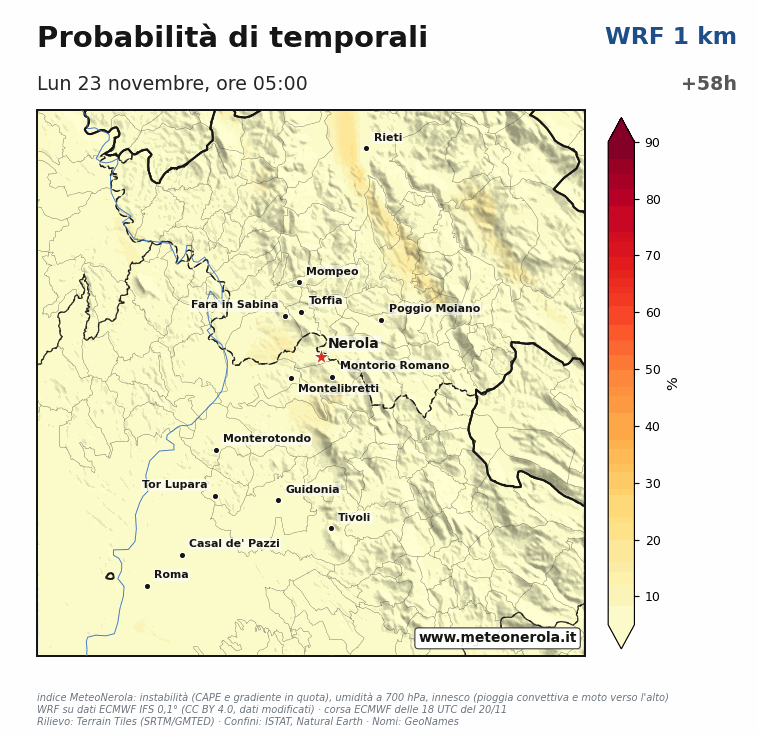 Probabilità di temporali
WRF 1 km
Lun 23 novembre, ore 05:00
+58h
Rieti
Mompeo
Toffia
Fara in Sabina
Poggio Moiano
Nerola
Montorio Romano
Montelibretti
Monterotondo
Tor Lupara
Guidonia
Tivoli
Casal de' Pazzi
Roma
www.meteonerola.it
90
80
70
60
50
40
30
20
10
%
indice MeteoNerola: instabilità (CAPE e gradiente in quota), umidità a 700 hPa, innesco (pioggia convettiva e moto verso l'alto)
WRF su dati ECMWF IFS 0,1° (CC BY 4.0, dati modificati) · corsa ECMWF delle 18 UTC del 20/11
Rilievo: Terrain Tiles (SRTM/GMTED) · Confini: ISTAT, Natural Earth · Nomi: GeoNames